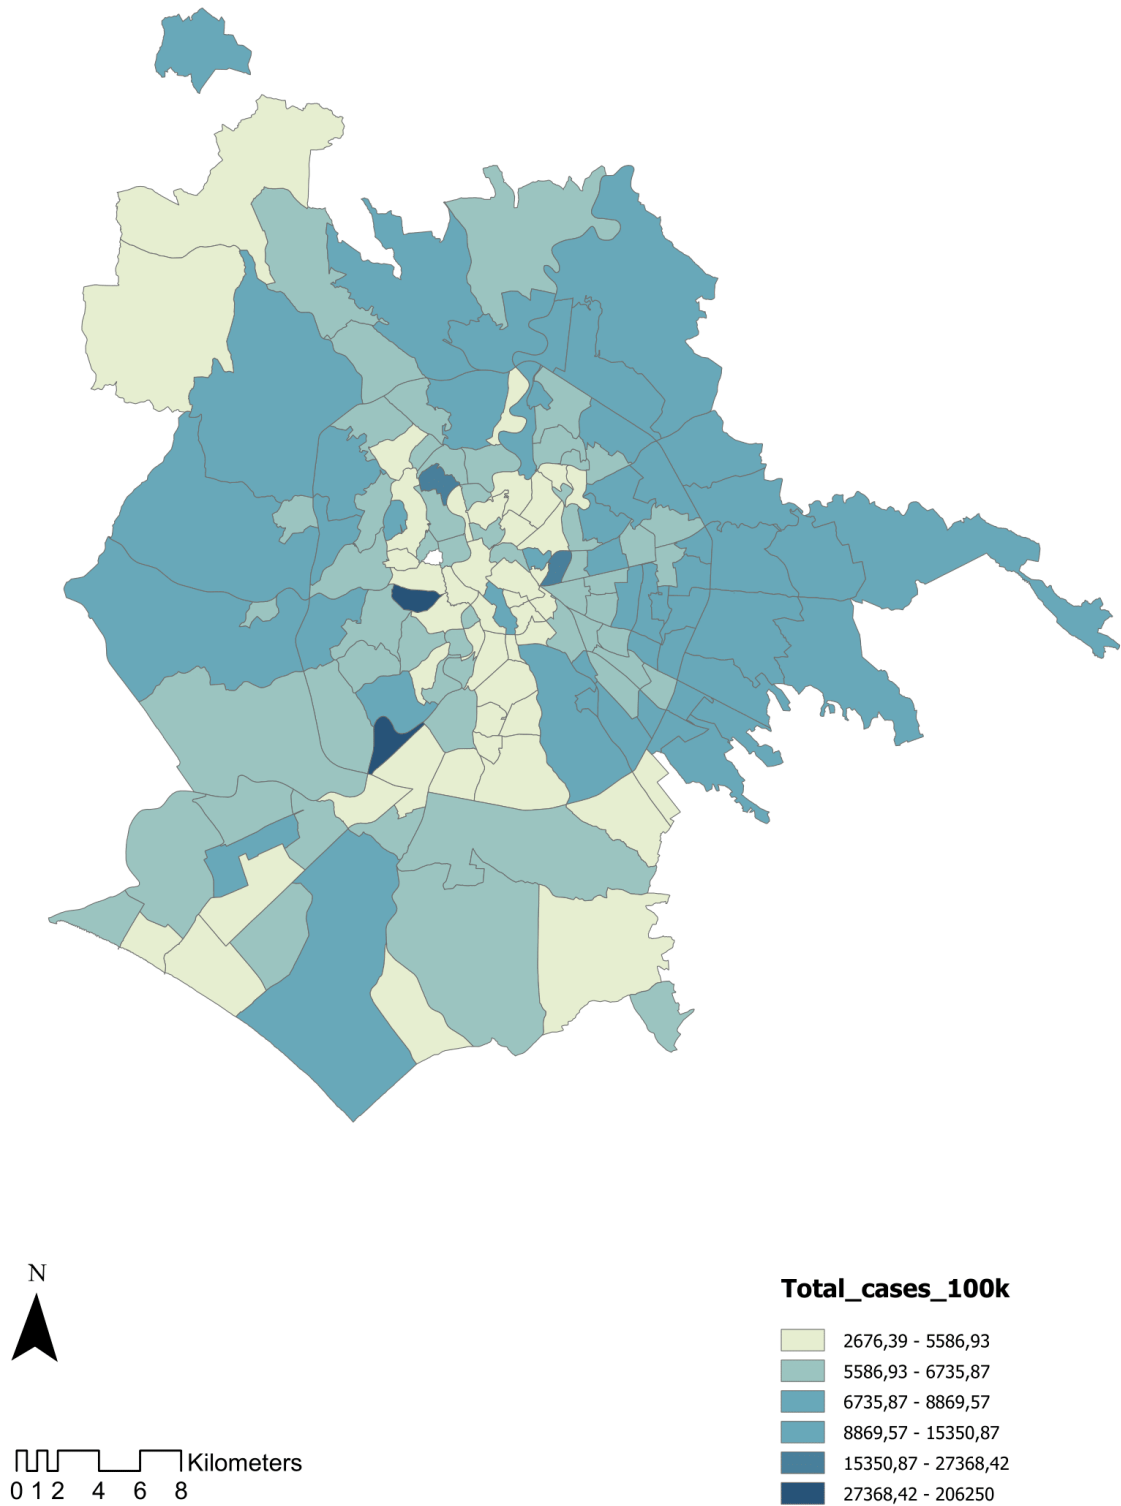 N
Kilometers
0 1 2 4 6 8
Total_cases_100k
2676,39 - 5586,93
5586,93 - 6735,87
6735,87 - 8869,57
8869,57 - 15350,87
15350,87 - 27368,42
27368,42 - 206250